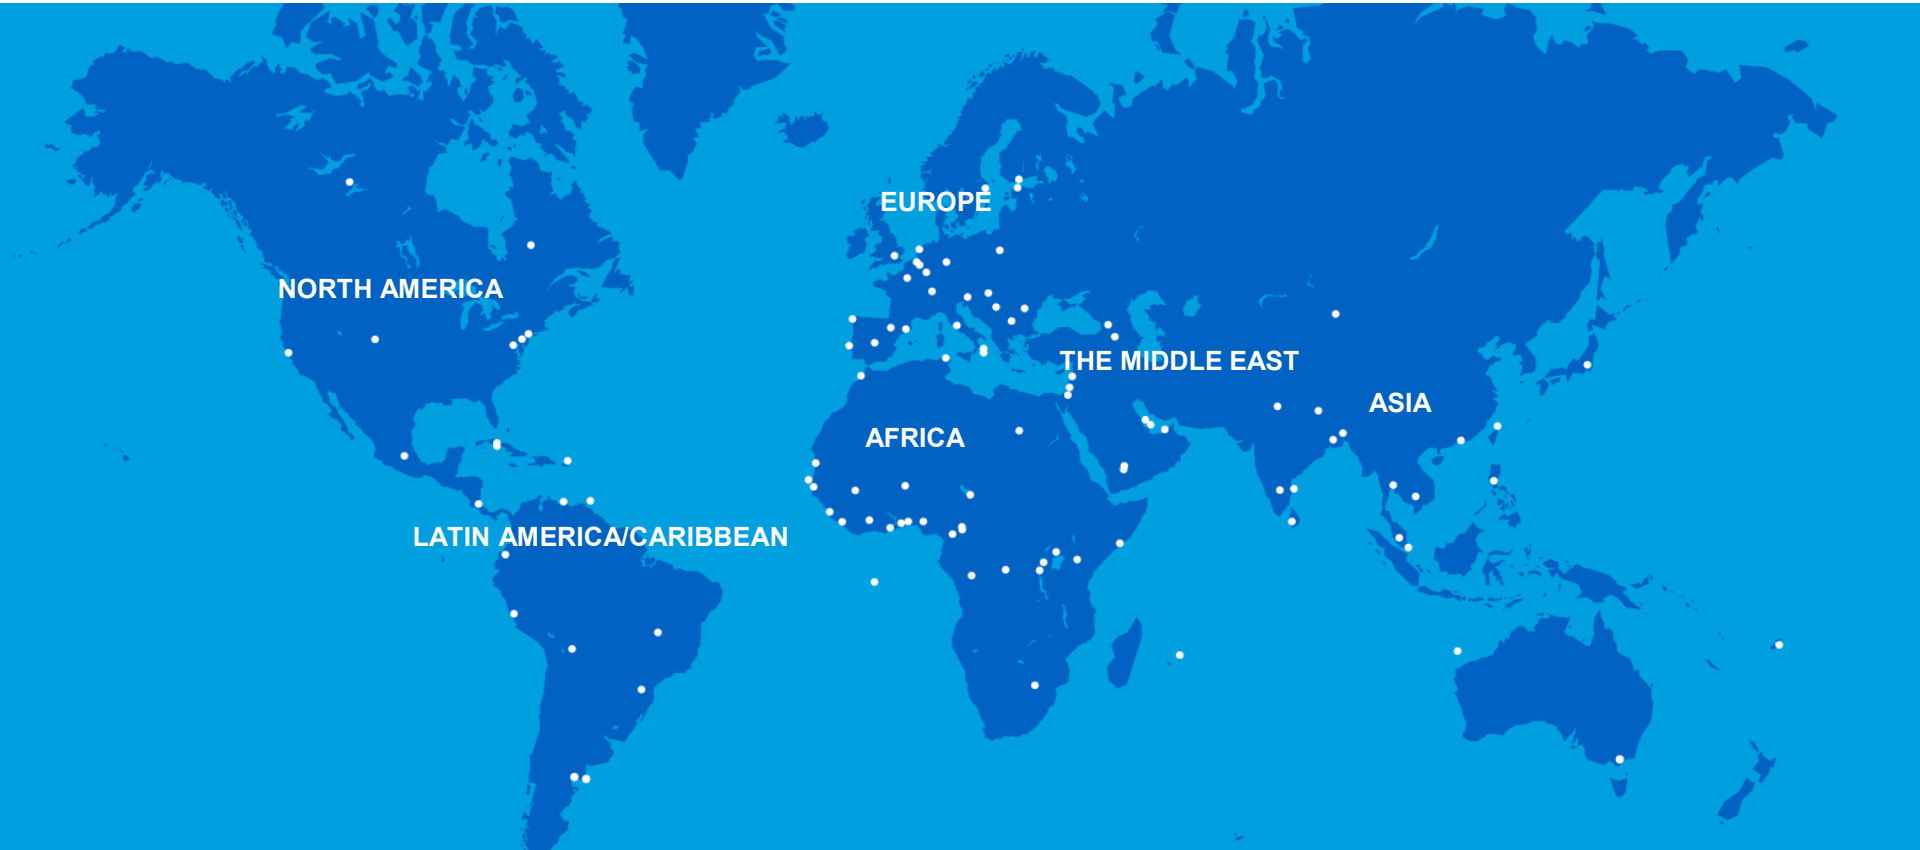 EUROPE
NORTH AMERICA
THE MIDDLE EAST
ASIA
AFRICA
LATIN AMERICA/CARIBBEAN